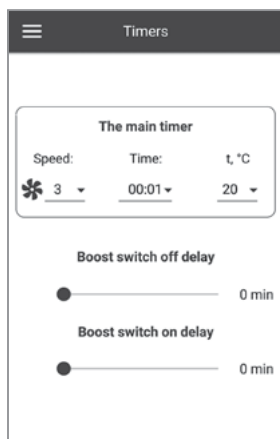 Timers
The main timer
Speed: Time: t, °C
3 00:01 20
Boost switch off delay
0 min
Boost switch on delay
0 min